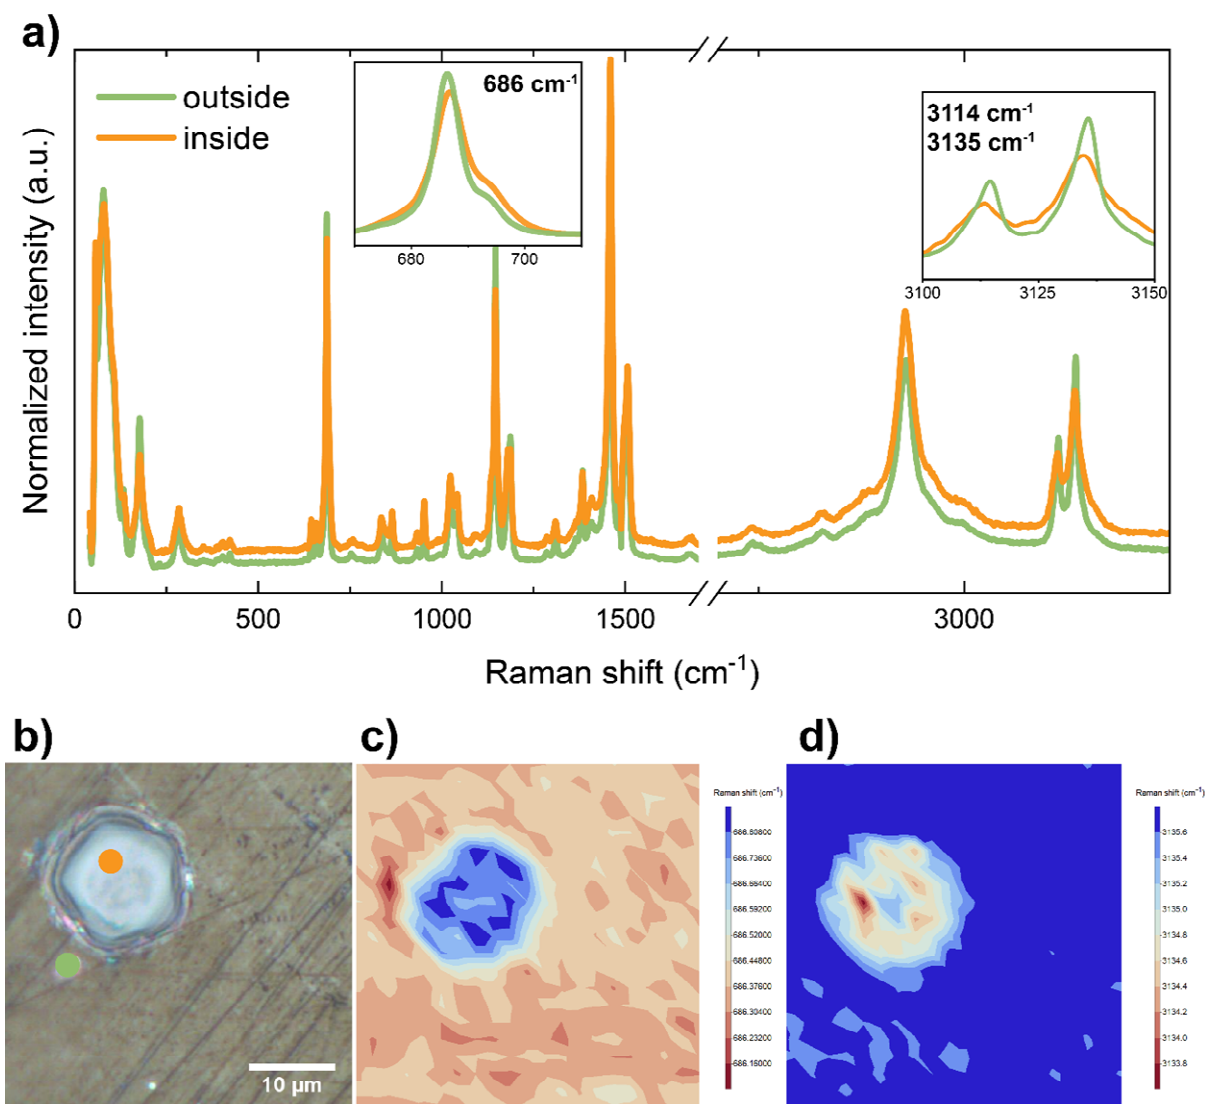 a)
outside
inside
686 cm⁻¹
680
700
3114 cm⁻¹
3135 cm⁻¹
3100
3125
3150
Normalized intensity (a.u.)
0
500
1000
1500
3000
Raman shift (cm⁻¹)
b)
10 µm
c)
Raman shift (cm⁻¹)
686.80800
686.73600
686.66400
686.59200
686.52000
686.44800
686.37600
686.30400
686.23200
686.16000
d)
Raman shift (cm⁻¹)
3135.6
3135.4
3135.2
3135.0
3134.8
3134.6
3134.4
3134.2
3134.0
3133.8